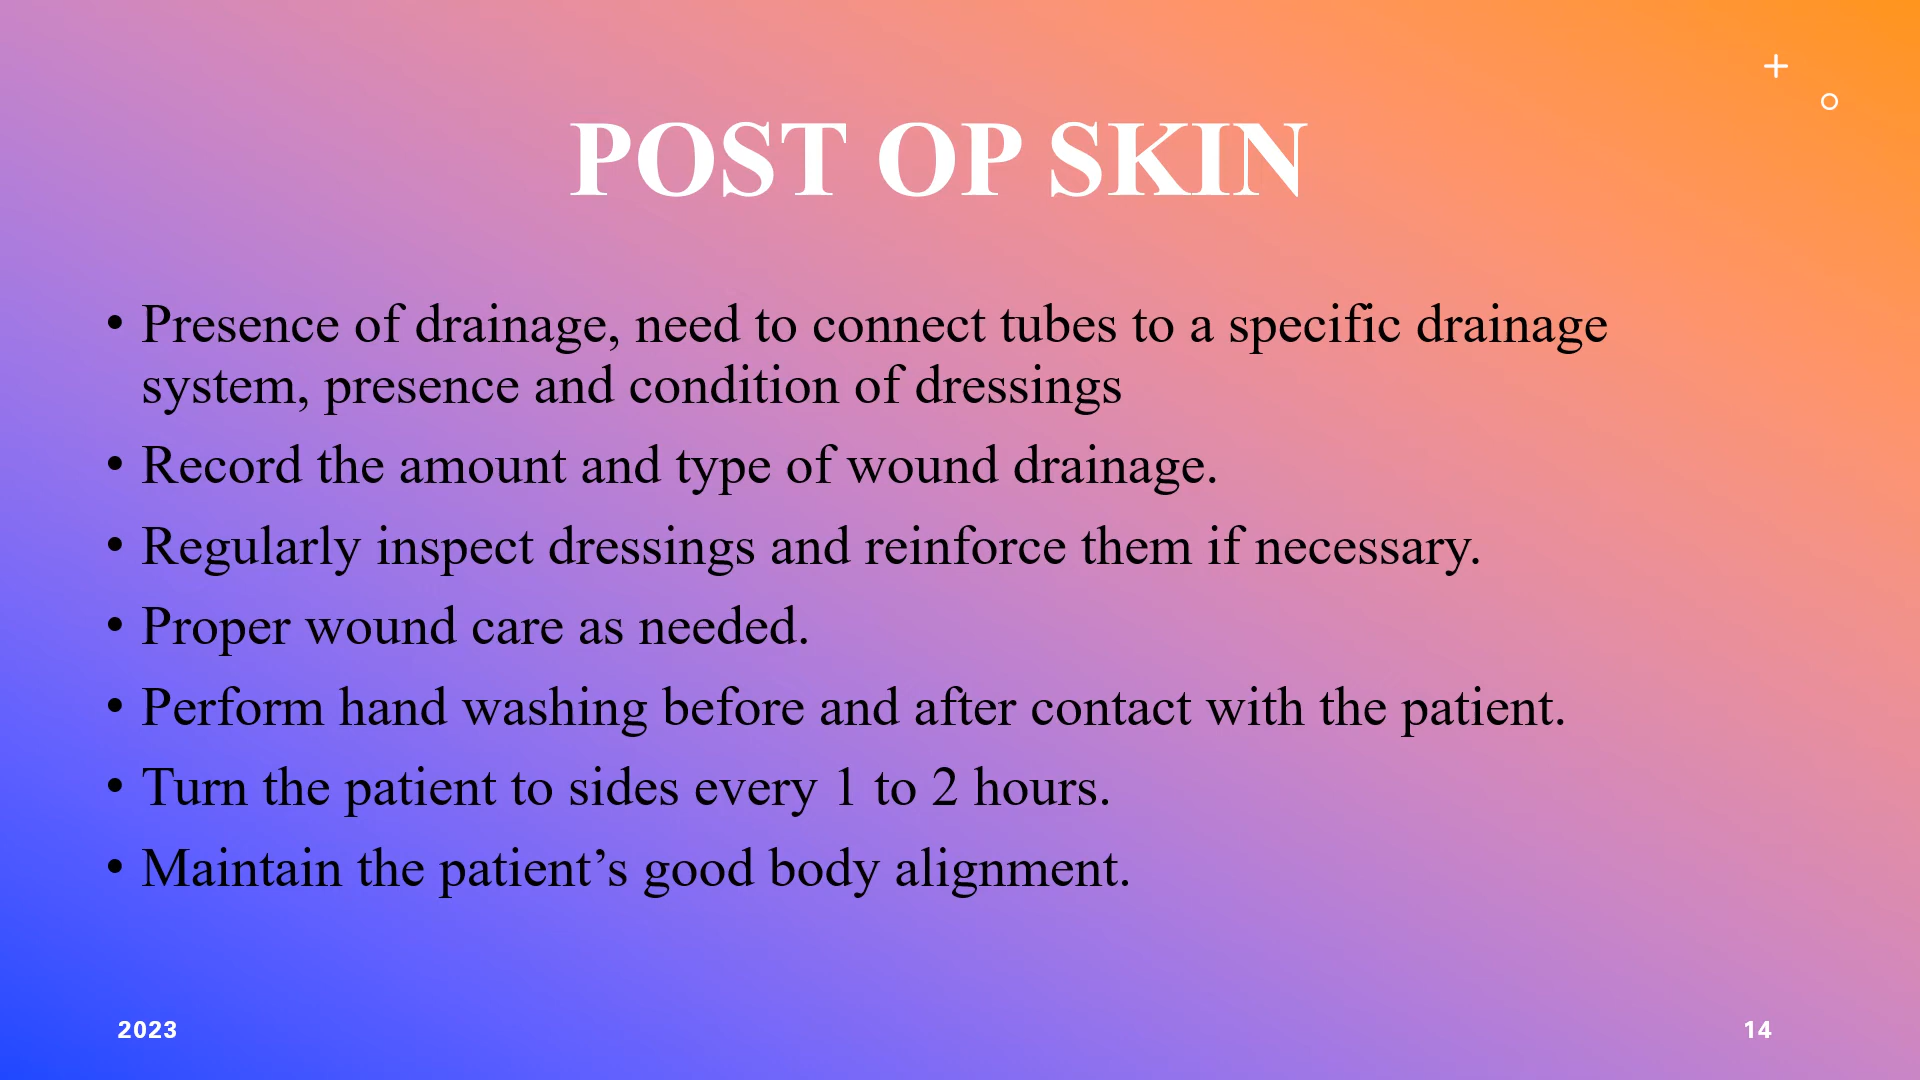 POST OP SKIN
• Presence of drainage, need to connect tubes to a specific drainage
system, presence and condition of dressings
• Record the amount and type of wound drainage.
• Regularly inspect dressings and reinforce them if necessary.
• Proper wound care as needed.
• Perform hand washing before and after contact with the patient.
• Turn the patient to sides every 1 to 2 hours.
• Maintain the patient’s good body alignment.
2023
14